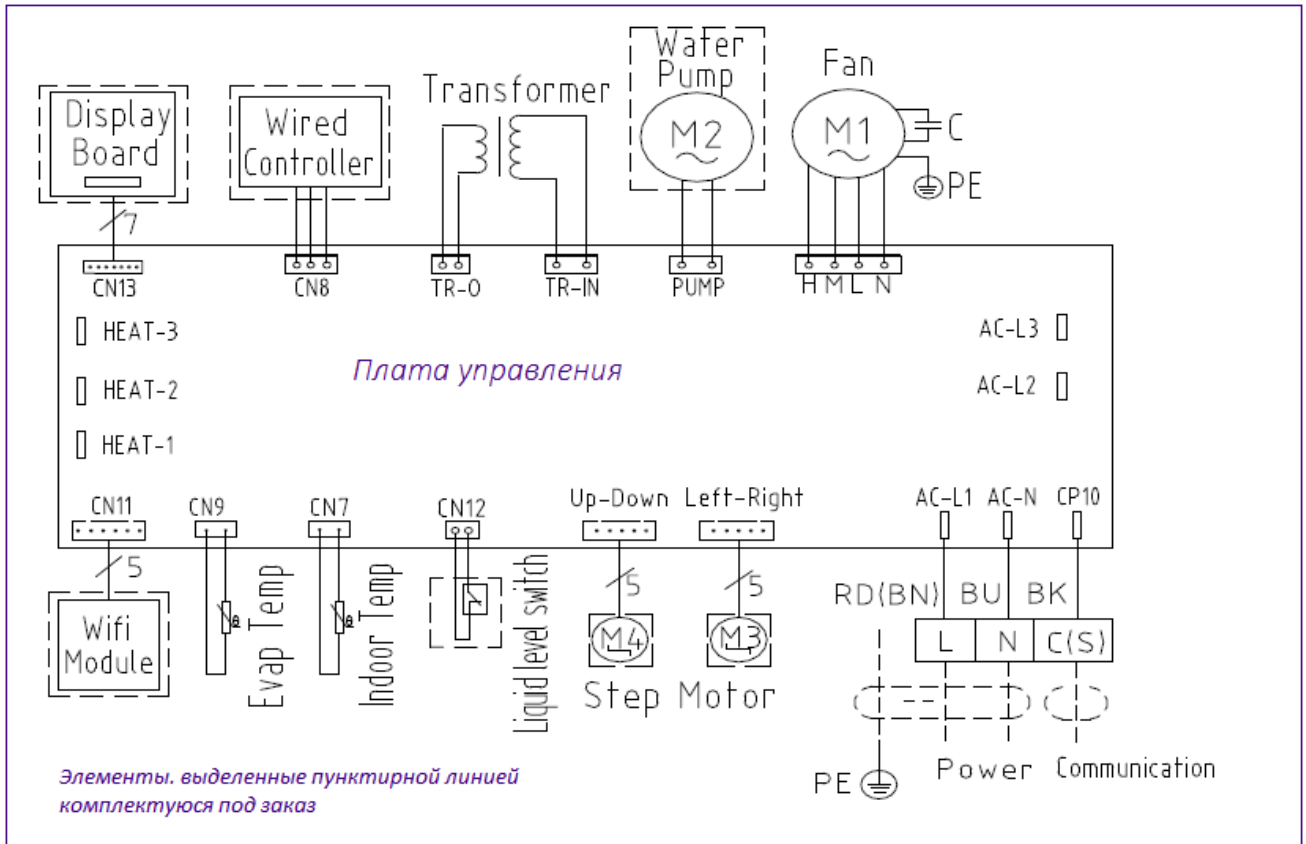 Display
Board
Wired
Controller
Transformer
Water
Pump
M2
Fan
M1
C
PE
7
CN13
CN8
TR-O
TR-IN
PUMP
H M L N
HEAT-3
HEAT-2
HEAT-1
Плата управления
AC-L3
AC-L2
CN11
CN9
CN7
CN12
Up-Down
Left-Right
AC-L1
AC-N
CP10
5
Wifi
Module
Evap Temp
Indoor Temp
Liquid level switch
5
M4
5
M3
Step Motor
RD(BN)
BU
BK
L
N
C(S)
PE
Power
Communication
Элементы. выделенные пунктирной линией
комплектуюся под заказ